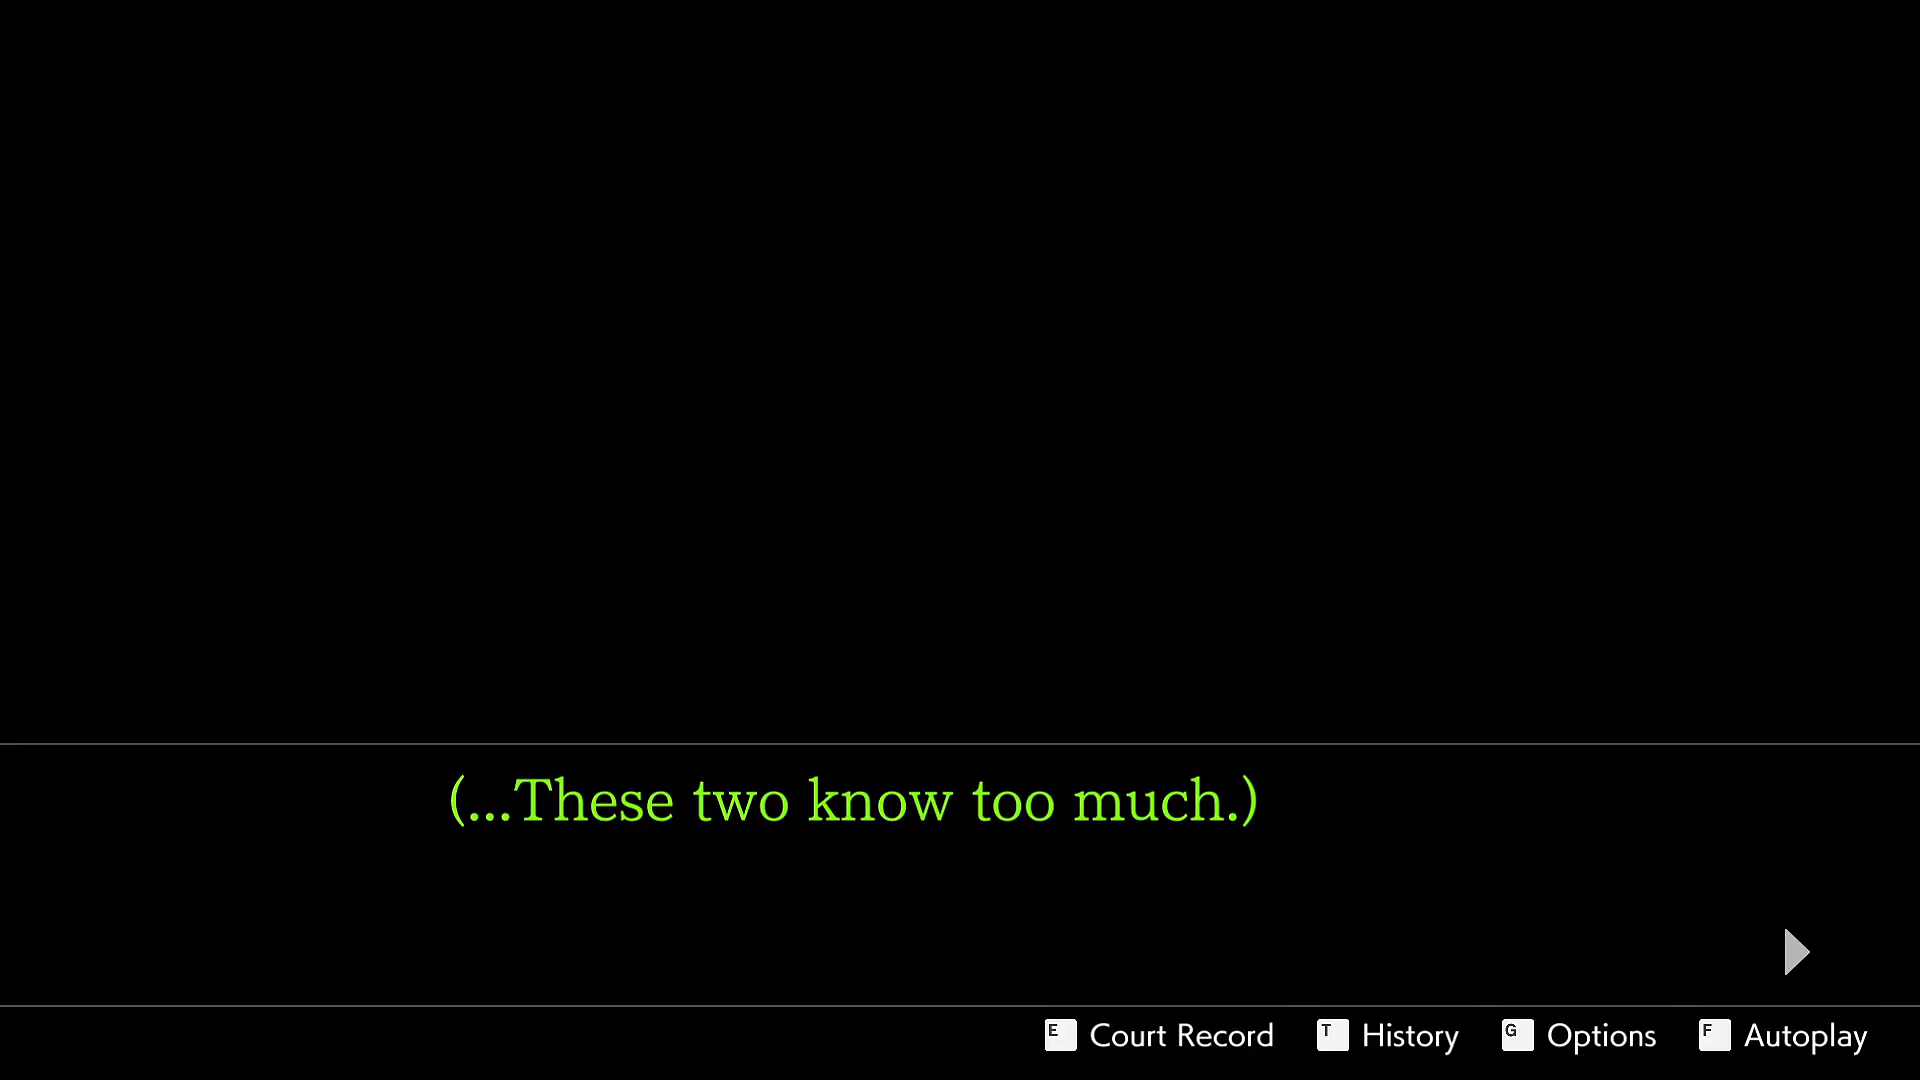 (...These two know too much.)
E Court Record T History G Options F Autoplay